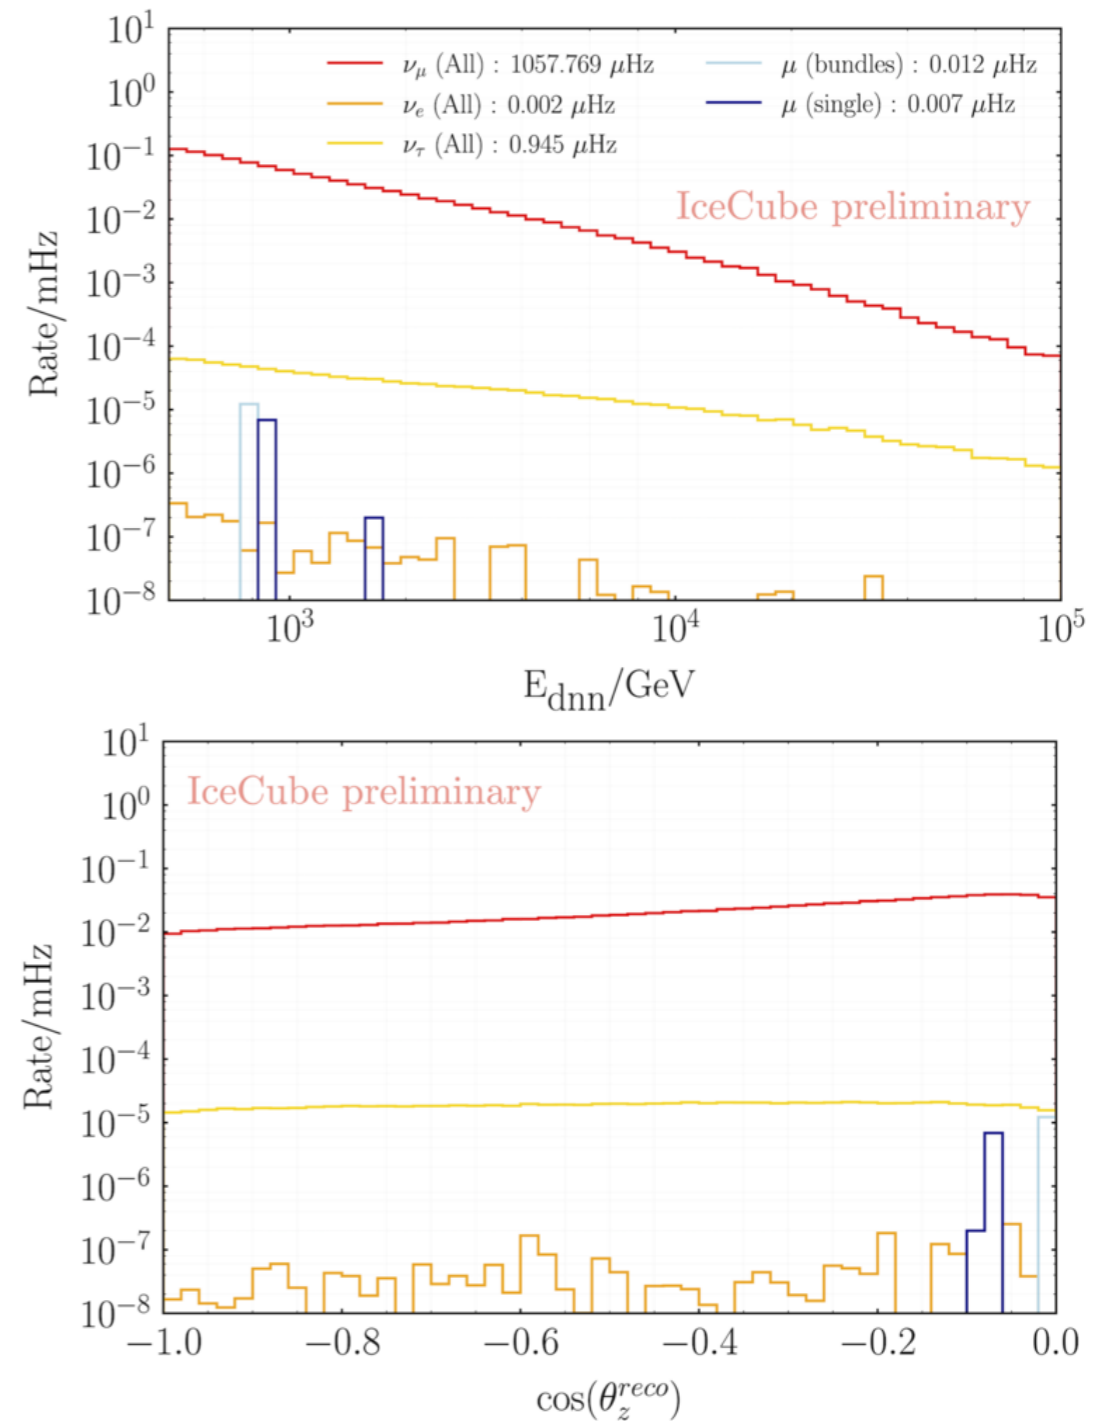 10¹
10⁰
10⁻¹
10⁻²
10⁻³
10⁻⁴
10⁻⁵
10⁻⁶
10⁻⁷
10⁻⁸
Rate/mHz
ν_μ (All) : 1057.769 μHz
ν_e (All) : 0.002 μHz
ν_τ (All) : 0.945 μHz
μ (bundles) : 0.012 μHz
μ (single) : 0.007 μHz
IceCube preliminary
10³ 10⁴ 10⁵
E_dnn/GeV
10¹
10⁰
10⁻¹
10⁻²
10⁻³
10⁻⁴
10⁻⁵
10⁻⁶
10⁻⁷
10⁻⁸
Rate/mHz
IceCube preliminary
−1.0 −0.8 −0.6 −0.4 −0.2 0.0
cos(θ_z^reco)